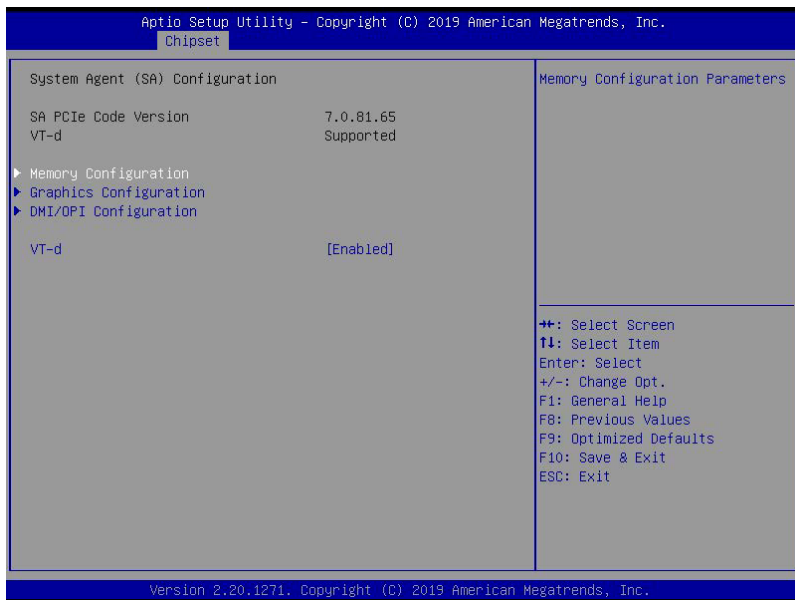 Aptio Setup Utility – Copyright (C) 2019 American Megatrends, Inc.
Chipset
System Agent (SA) Configuration
SA PCIe Code Version 7.0.81.65
VT-d Supported
Memory Configuration
Graphics Configuration
DMI/OPI Configuration
VT-d [Enabled]
Memory Configuration Parameters
→←: Select Screen
↑↓: Select Item
Enter: Select
+/-: Change Opt.
F1: General Help
F8: Previous Values
F9: Optimized Defaults
F10: Save & Exit
ESC: Exit
Version 2.20.1271. Copyright (C) 2019 American Megatrends, Inc.